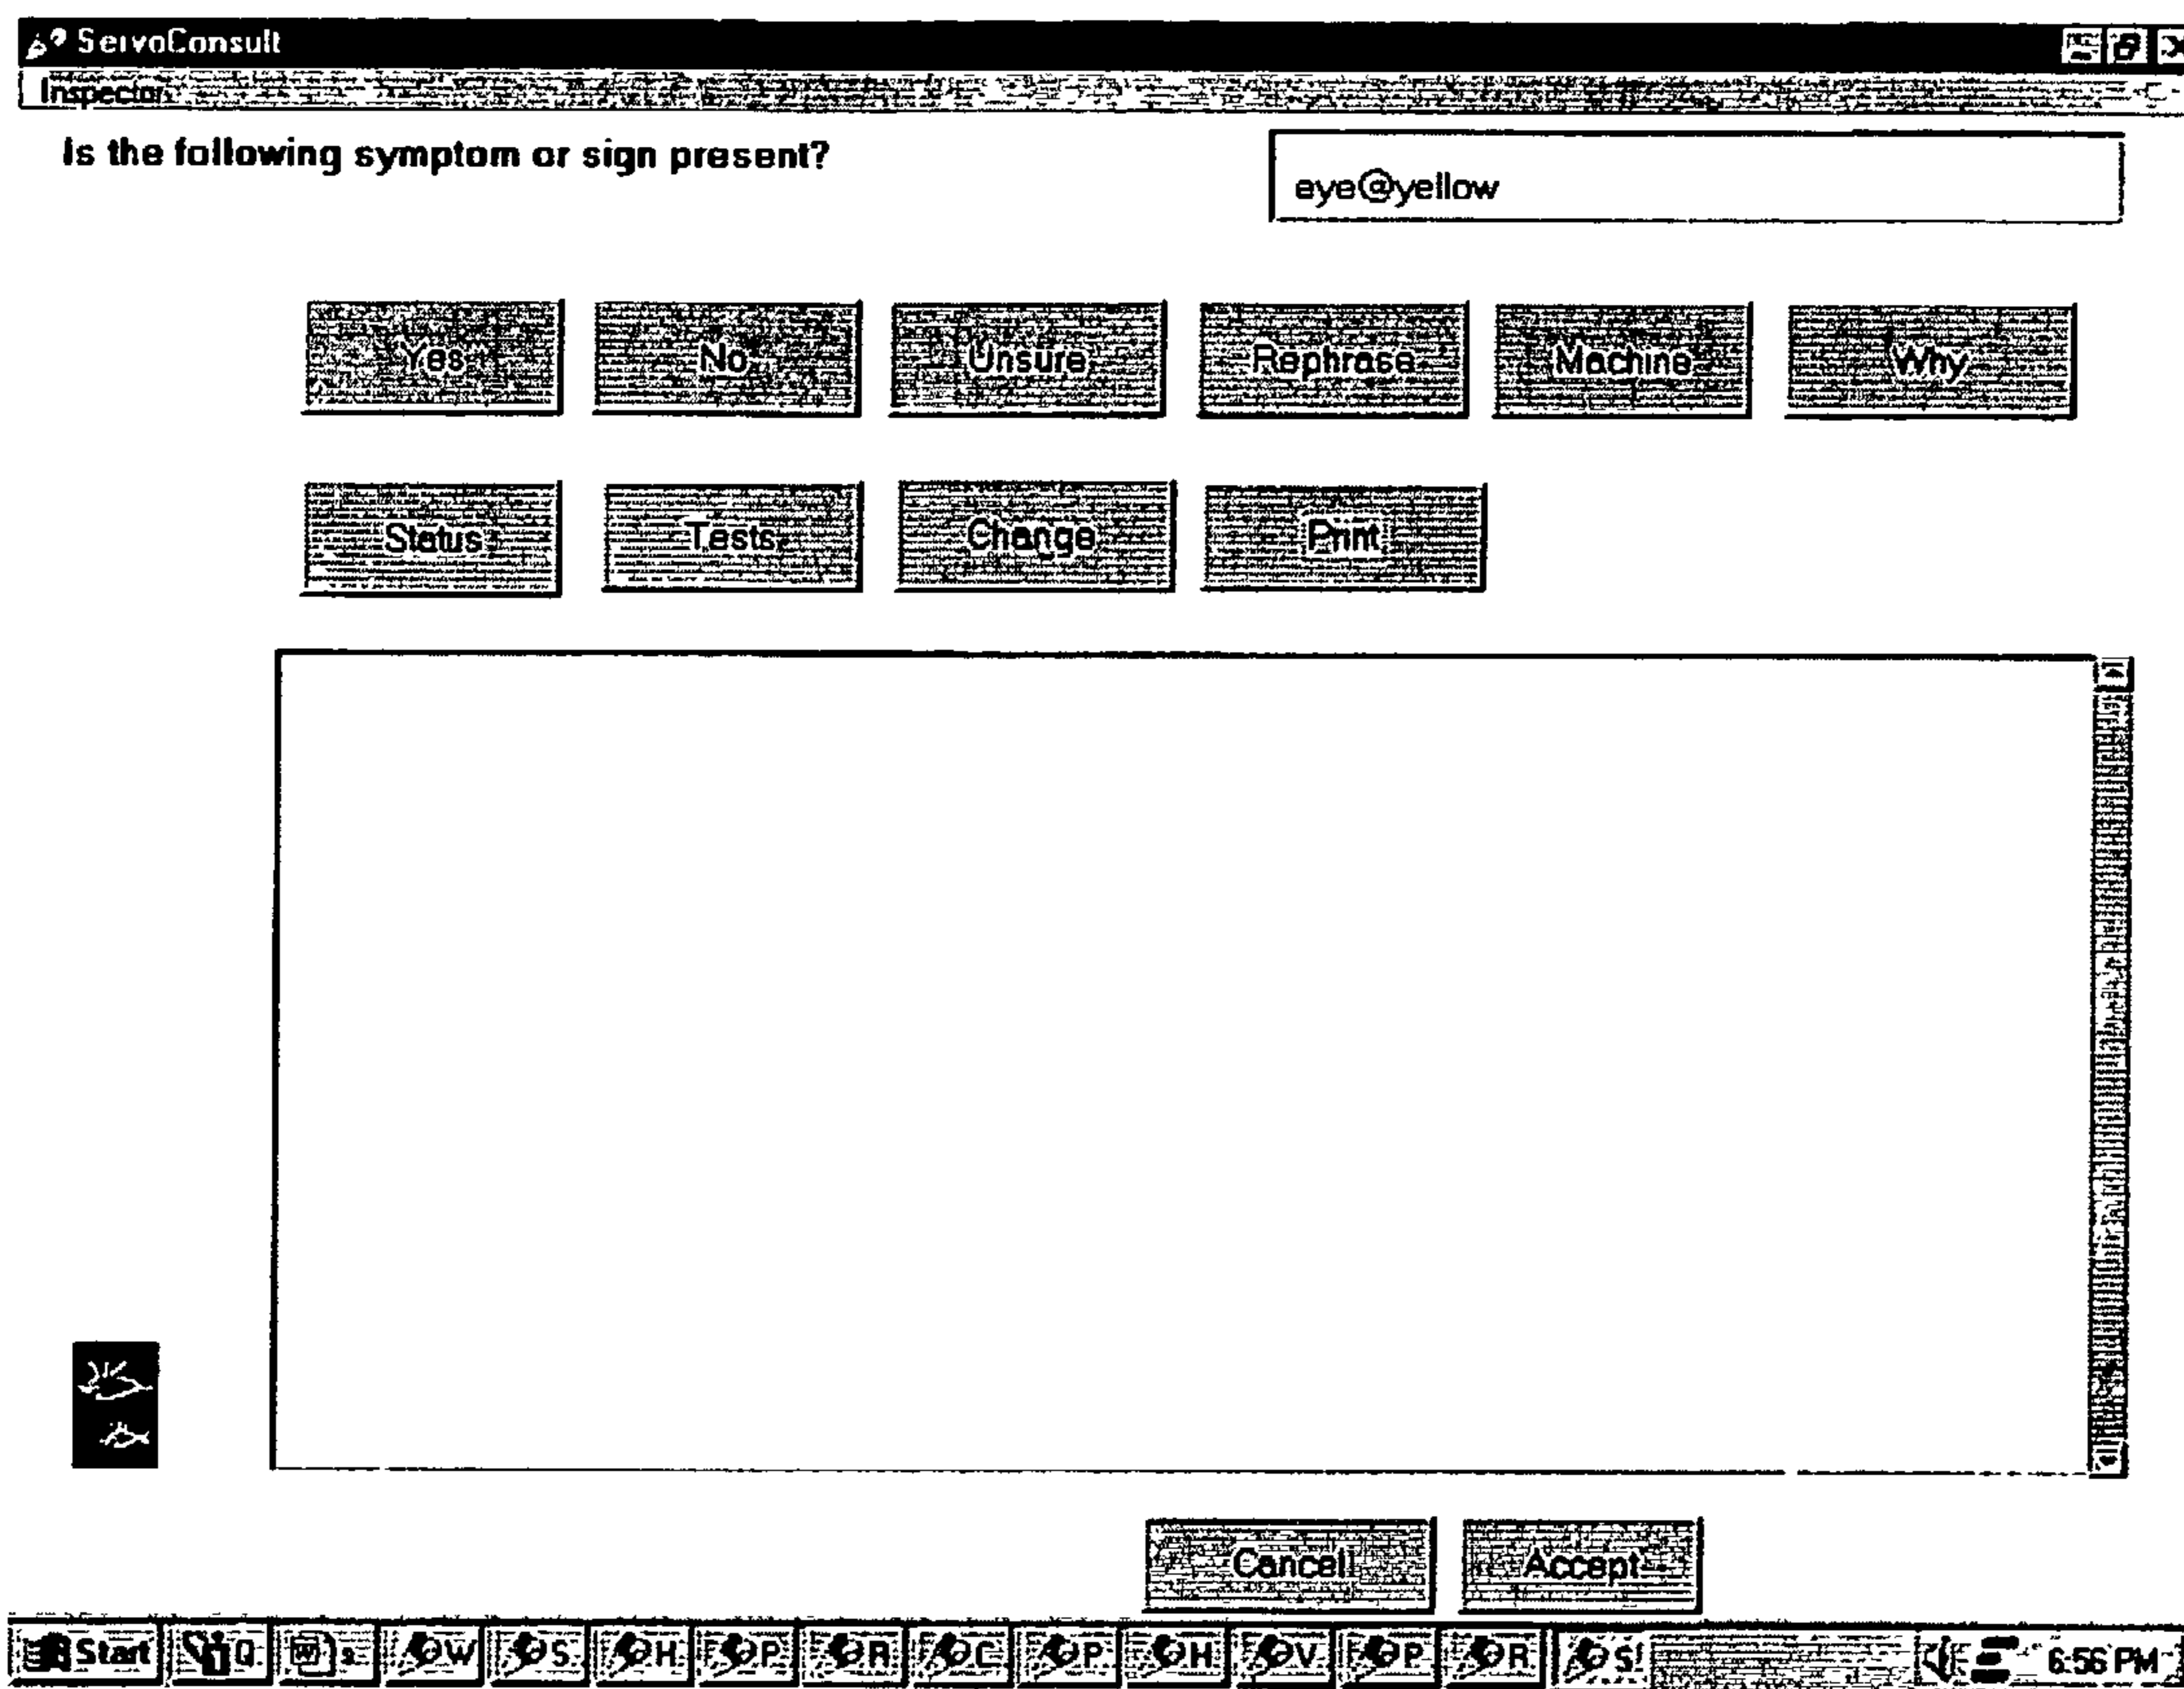 ServoConsult
Inspector
Is the following symptom or sign present?
eye@yellow
Yes No Unsure Rephrase Machine Why
Status Tests Change Print
Cancel Accept
Start Q W s. W S. H P R C P H V P R S 6:56 PM